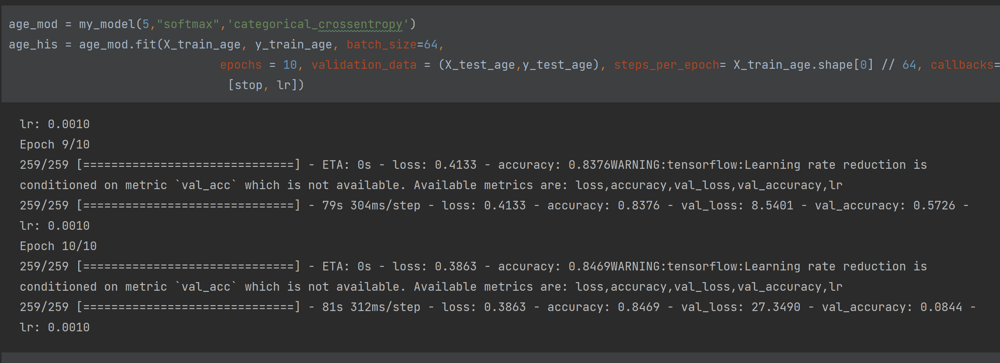 age_mod = my_model(5,"softmax",'categorical_crossentropy')
age_his = age_mod.fit(X_train_age, y_train_age, batch_size=64,
epochs = 10, validation_data = (X_test_age,y_test_age), steps_per_epoch= X_train_age.shape[0] // 64, callbacks=
[stop, lr])
lr: 0.0010
Epoch 9/10
259/259 [==============================] - ETA: 0s - loss: 0.4133 - accuracy: 0.8376WARNING:tensorflow:Learning rate reduction is
conditioned on metric `val_acc` which is not available. Available metrics are: loss,accuracy,val_loss,val_accuracy,lr
259/259 [==============================] - 79s 304ms/step - loss: 0.4133 - accuracy: 0.8376 - val_loss: 8.5401 - val_accuracy: 0.5726 -
lr: 0.0010
Epoch 10/10
259/259 [==============================] - ETA: 0s - loss: 0.3863 - accuracy: 0.8469WARNING:tensorflow:Learning rate reduction is
conditioned on metric `val_acc` which is not available. Available metrics are: loss,accuracy,val_loss,val_accuracy,lr
259/259 [==============================] - 81s 312ms/step - loss: 0.3863 - accuracy: 0.8469 - val_loss: 27.3490 - val_accuracy: 0.0844 -
lr: 0.0010